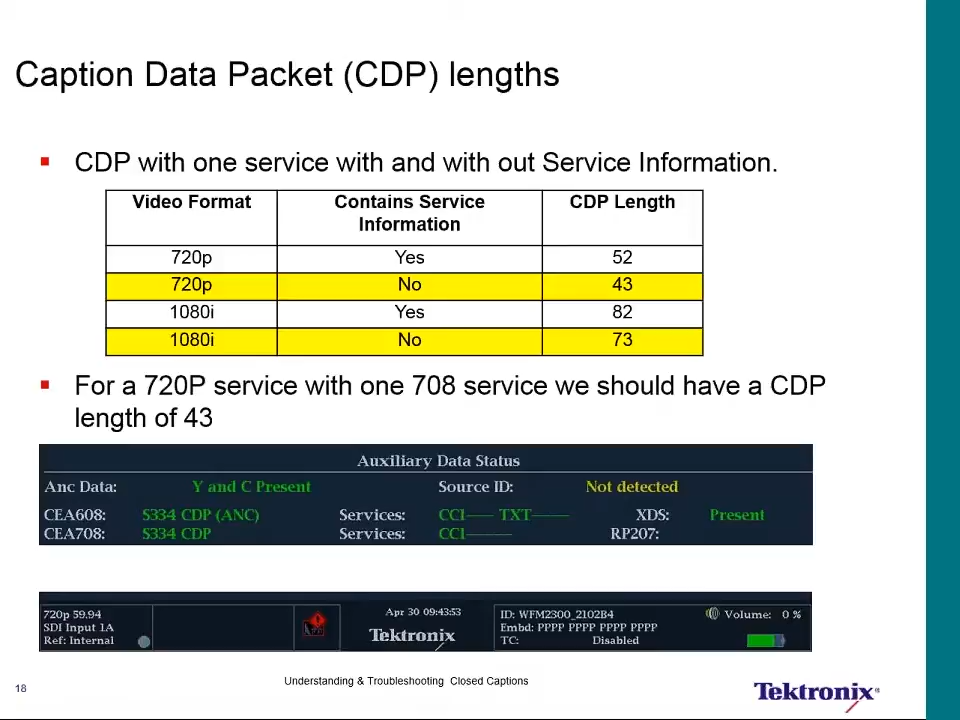 Caption Data Packet (CDP) lengths
CDP with one service with and with out Service Information.
Video Format Contains Service Information CDP Length
720p Yes 52
720p No 43
1080i Yes 82
1080i No 73
For a 720P service with one 708 service we should have a CDP
length of 43
Auxiliary Data Status
Anc Data: Y and C Present Source ID: Not detected
CEA608: S334 CDP (ANC) Services: CC1—— TXT——— XDS: Present
CEA708: S334 CDP Services: CC1———— RP207:
720p 59.94
SDI Input 1A
Ref: Internal
Apr 30 09:43:53
Tektronix
ID: WFM2300_2102B4 Volume: 0 %
Embd: PPPP PPPP PPPP PPPP
TC: Disabled
18
Understanding & Troubleshooting Closed Captions
Tektronix